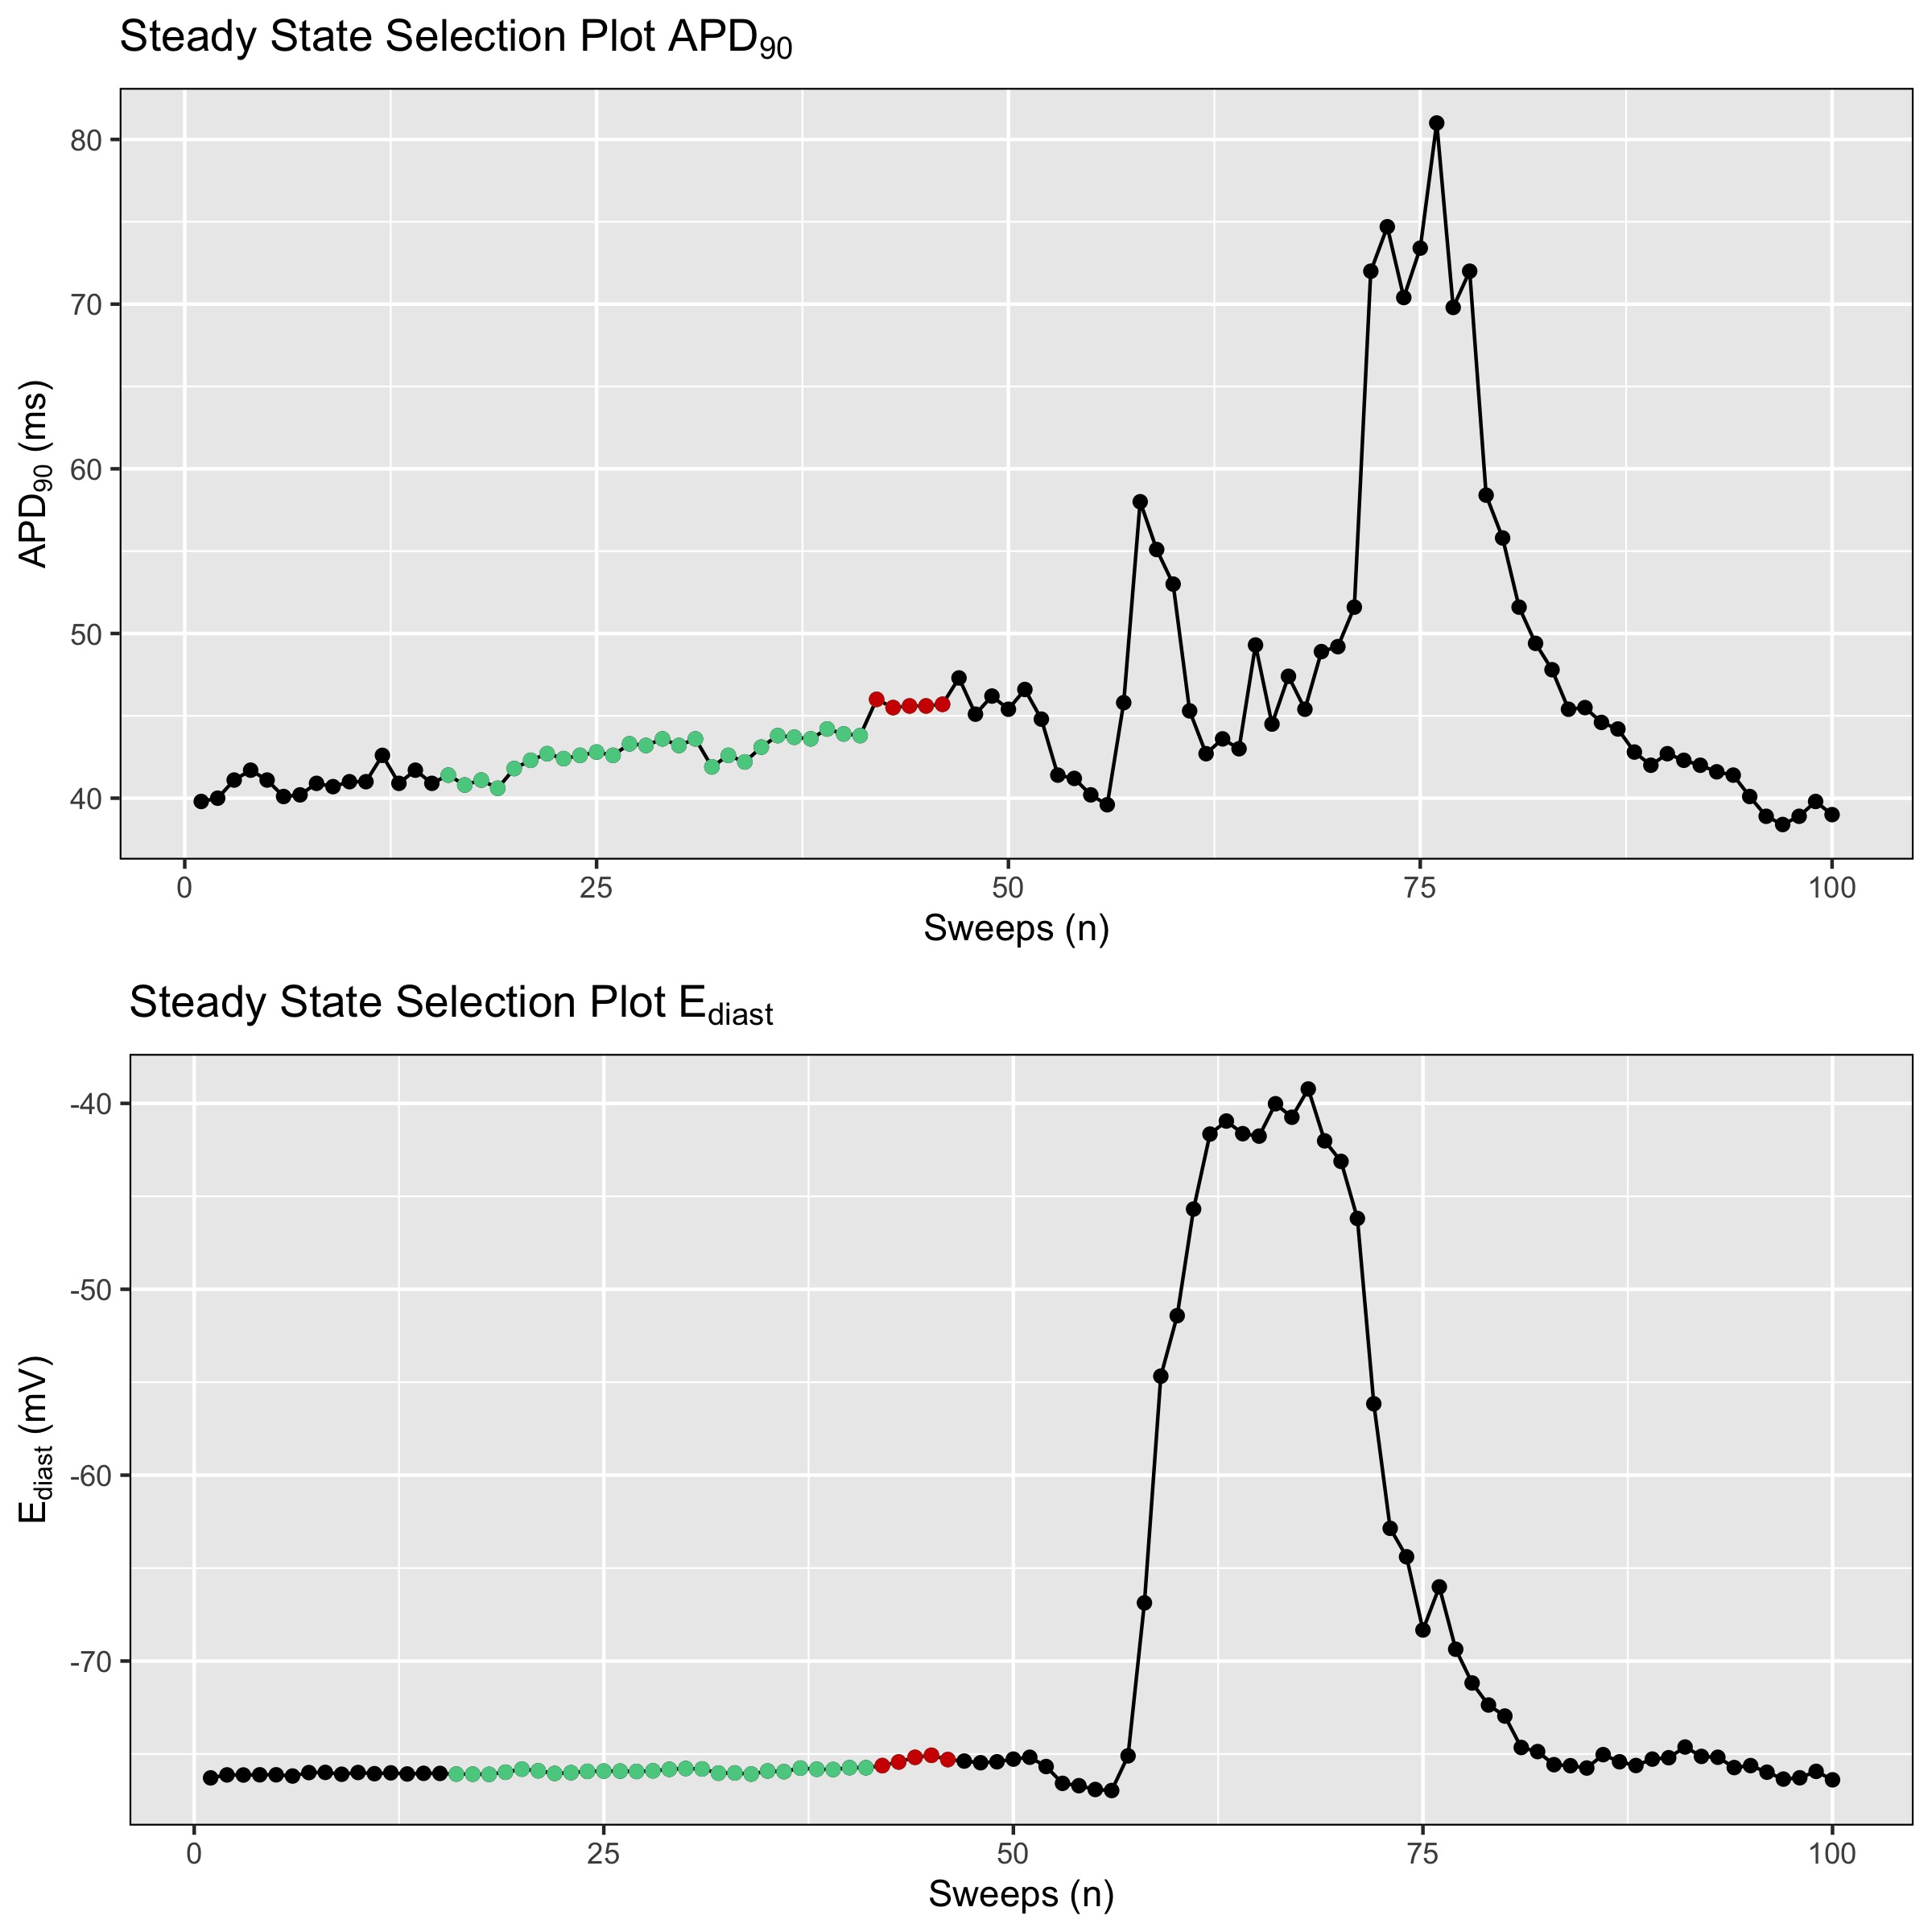 Steady State Selection Plot APD90
APD90 (ms)
80
70
60
50
40
0 25 50 75 100
Sweeps (n)
Steady State Selection Plot Ediast
Ediast (mV)
-40
-50
-60
-70
0 25 50 75 100
Sweeps (n)